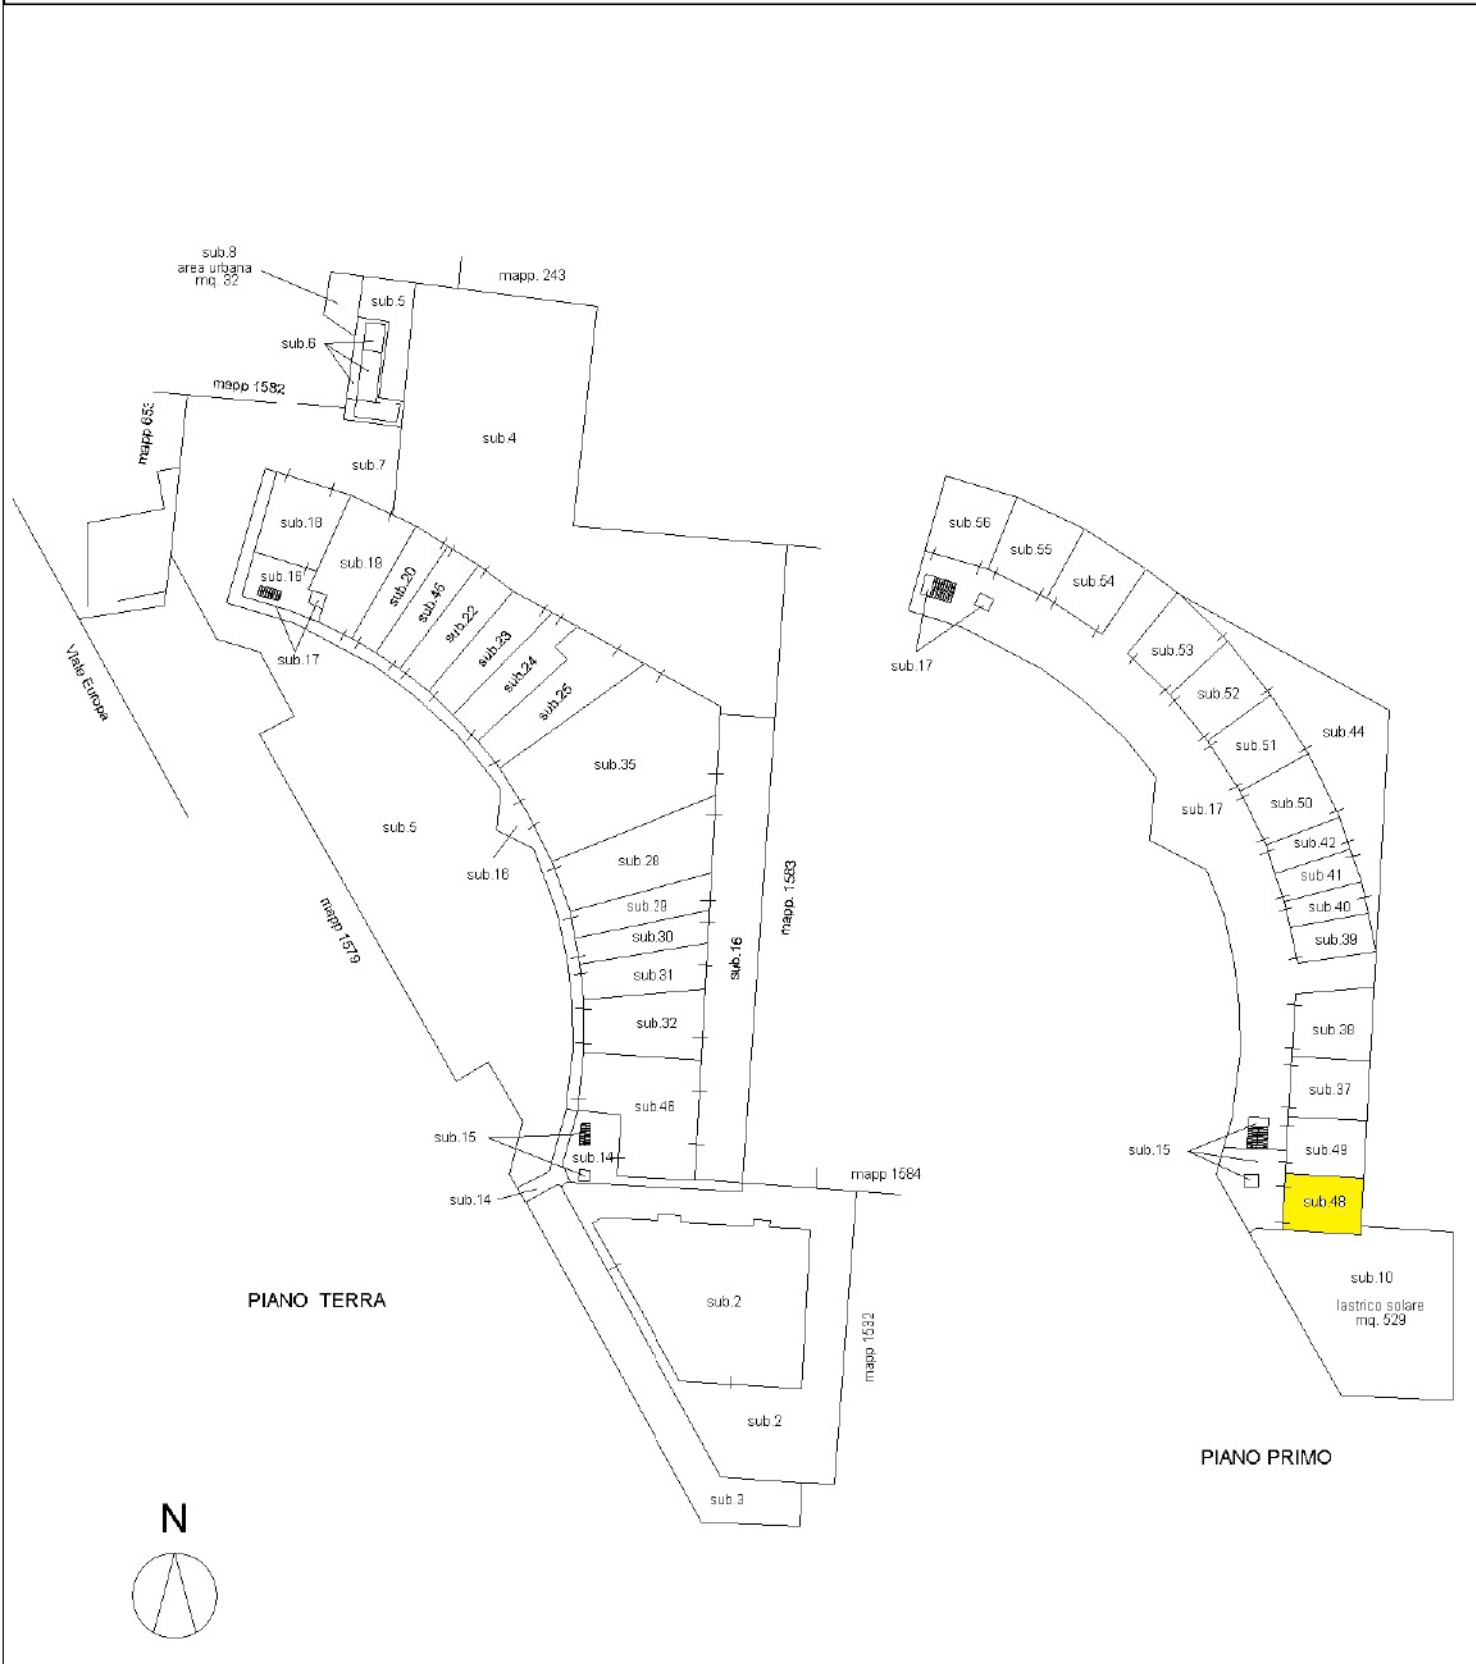 sub.8
area urbana
mq. 32
mapp. 243
sub.5
sub.6
mapp 1582
mapp 653
sub.4
sub.7
sub.18
sub.19
sub.16
sub.20
sub.45
sub.22
sub.23
sub.24
sub.25
sub.17
Viale Europa
sub.35
sub.5
sub.16
sub.28
sub.29
sub.30
sub.31
sub.32
sub.16
mapp. 1583
mapp 1579
sub.46
sub.15
sub.14
sub.14
mapp 1584
sub.2
mapp 1532
sub.2
sub.3
PIANO TERRA
sub.56
sub.55
sub.54
sub.17
sub.53
sub.52
sub.51
sub.44
sub.50
sub.17
sub.42
sub.41
sub.40
sub.39
sub.38
sub.37
sub.15
sub.49
sub.48
sub.10
lastrico solare
mq. 529
PIANO PRIMO
N